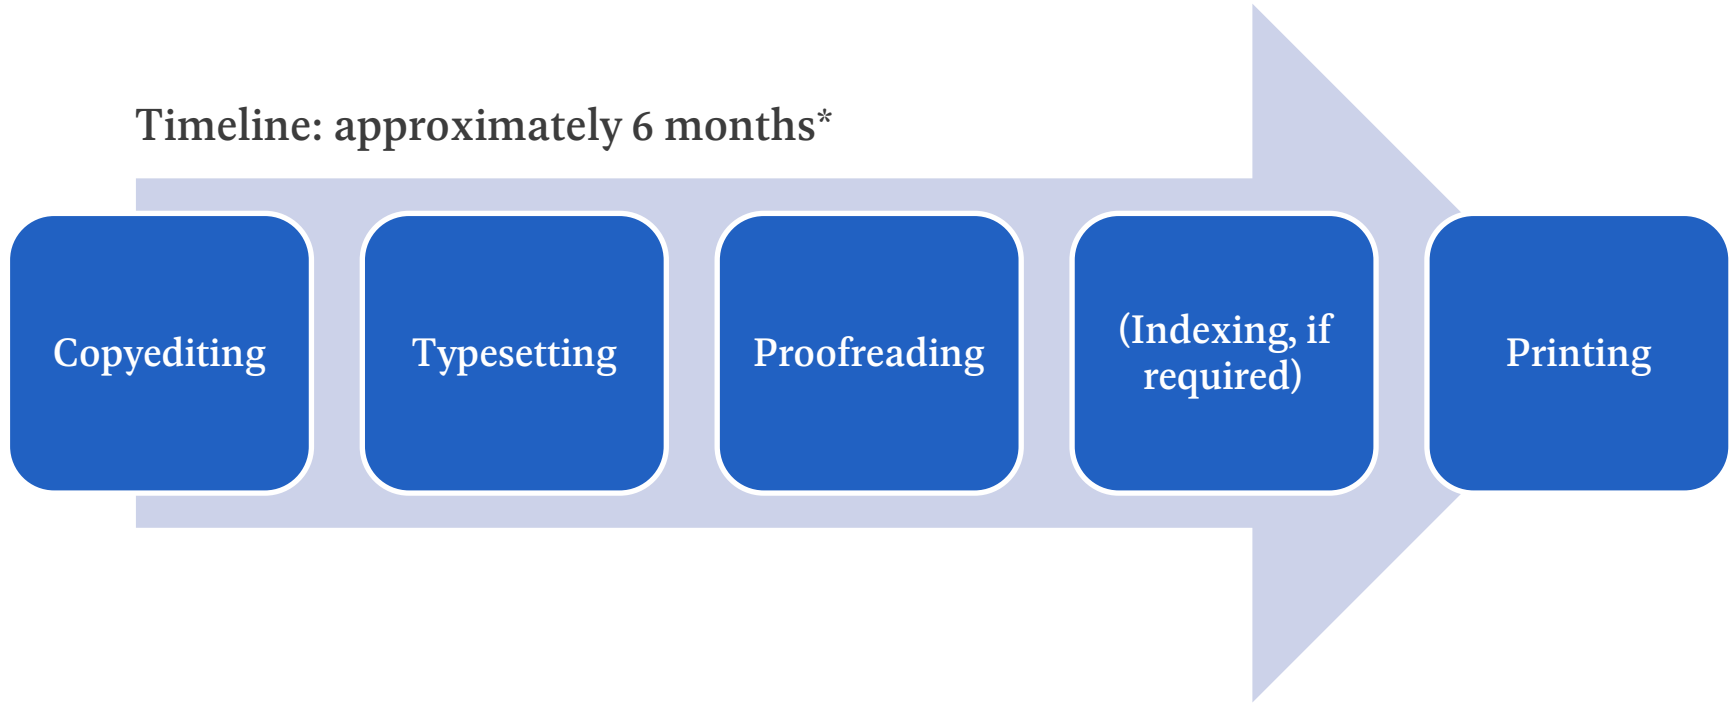 Timeline: approximately 6 months*
Copyediting
Typesetting
Proofreading
(Indexing, if
required)
Printing